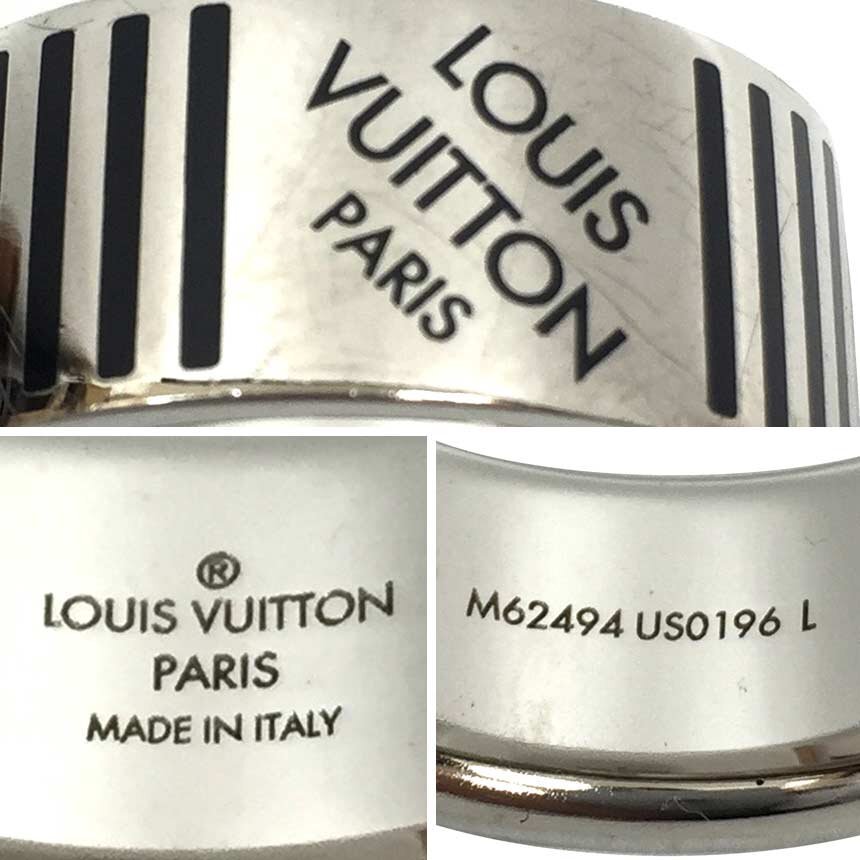 LOUIS
VUITTON
PARIS
®
LOUIS VUITTON
PARIS
MADE IN ITALY
M62494 US0196 L